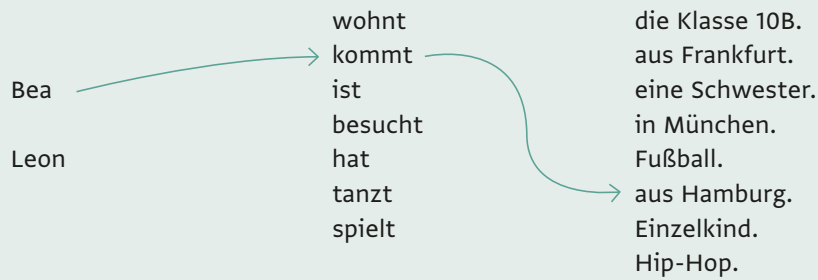 wohnt die Klasse 10B.
kommt aus Frankfurt.
Bea ist eine Schwester.
besucht in München.
Leon hat Fußball.
tanzt aus Hamburg.
spielt Einzelkind.
Hip-Hop.